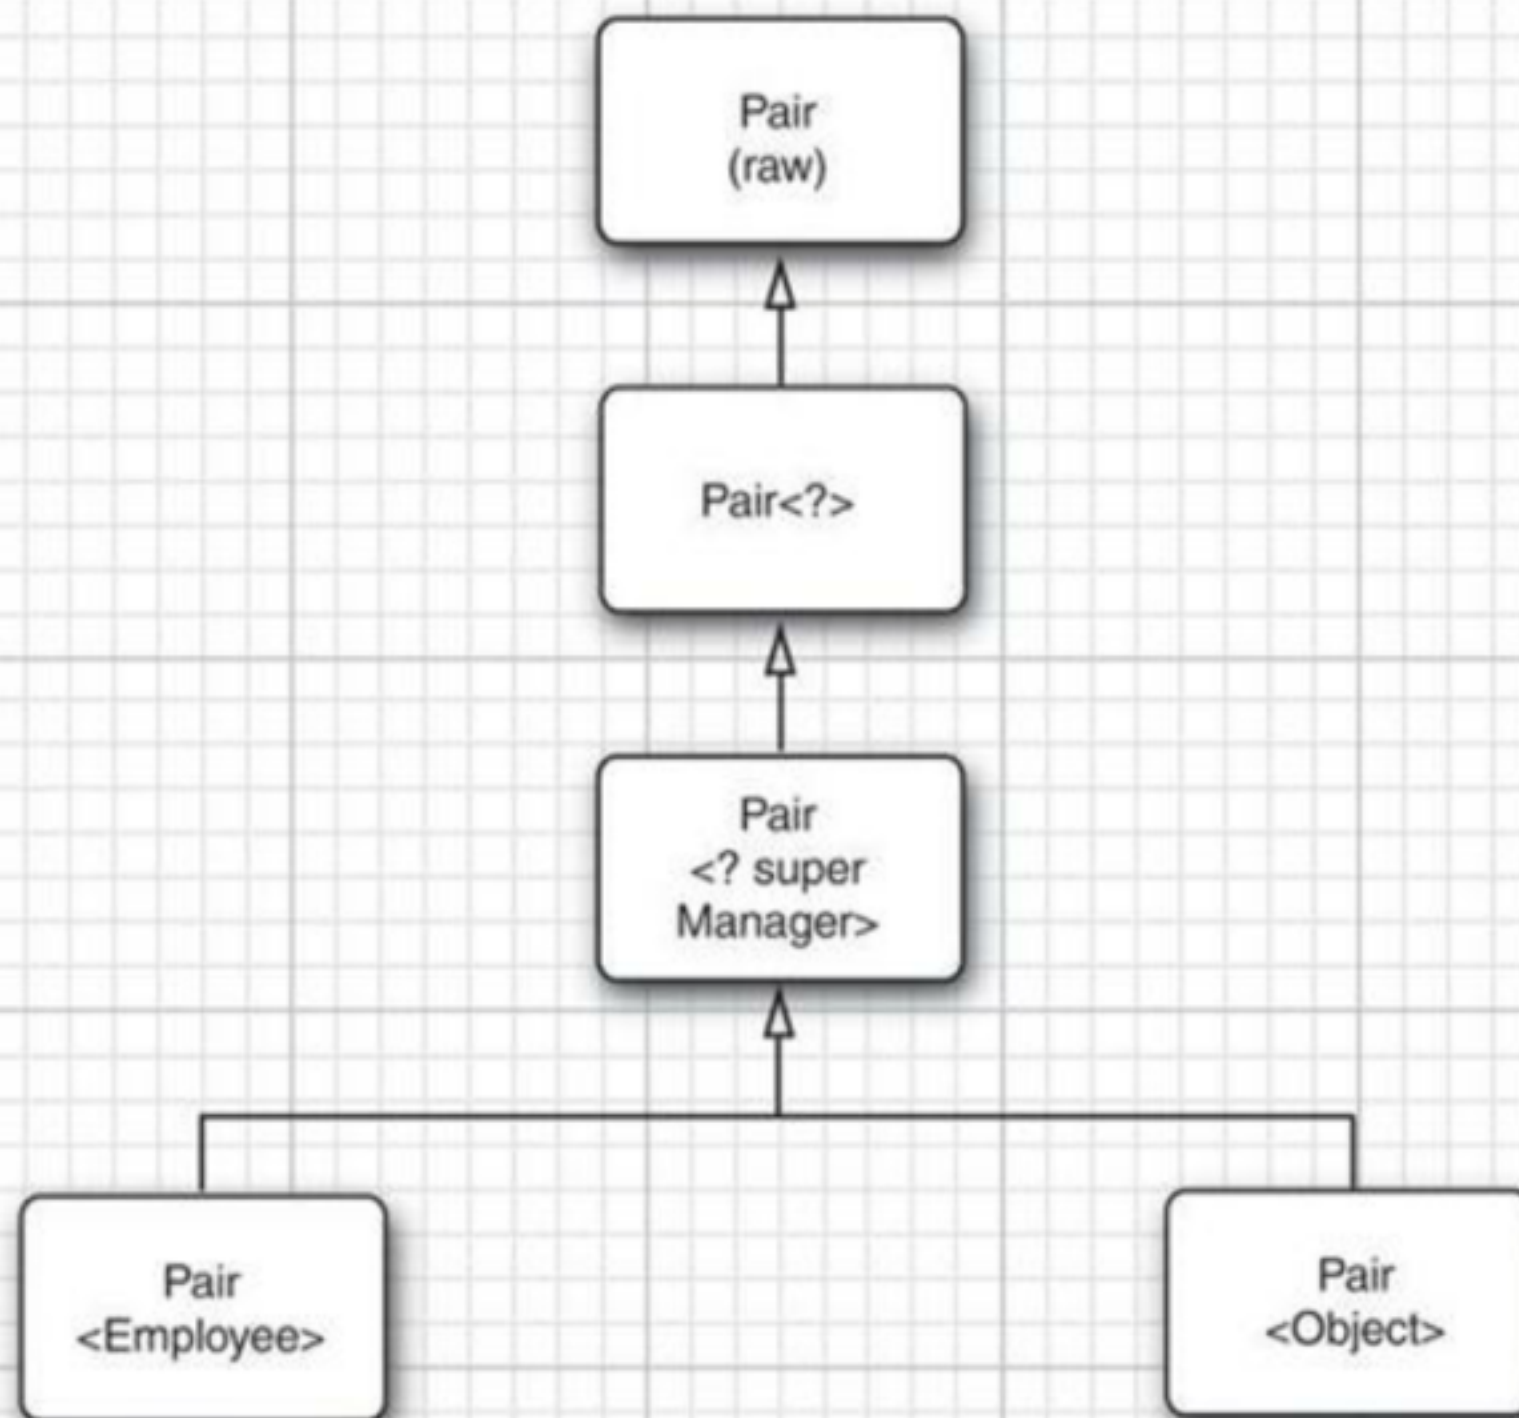 Pair
(raw)
Pair<?>
Pair
<? super
Manager>
Pair
<Employee>
Pair
<Object>